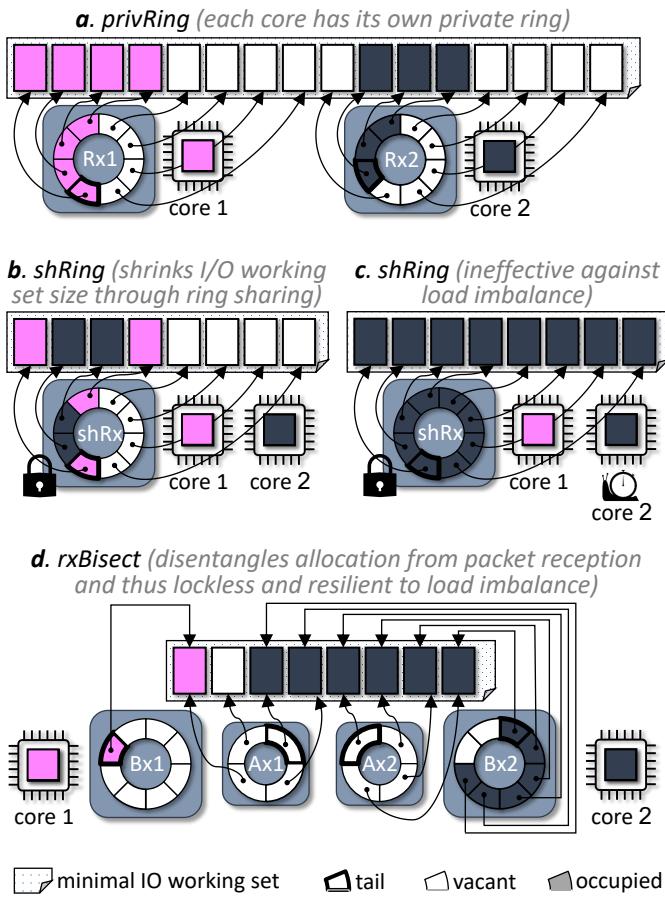 a. privRing (each core has its own private ring)
Rx1
core 1
Rx2
core 2
b. shRing (shrinks I/O working
set size through ring sharing)
shRx
core 1
core 2
c. shRing (ineffective against
load imbalance)
shRx
core 1
core 2
d. rxBisect (disentangles allocation from packet reception
and thus lockless and resilient to load imbalance)
core 1
Bx1
Ax1
Ax2
Bx2
core 2
minimal IO working set
tail
vacant
occupied